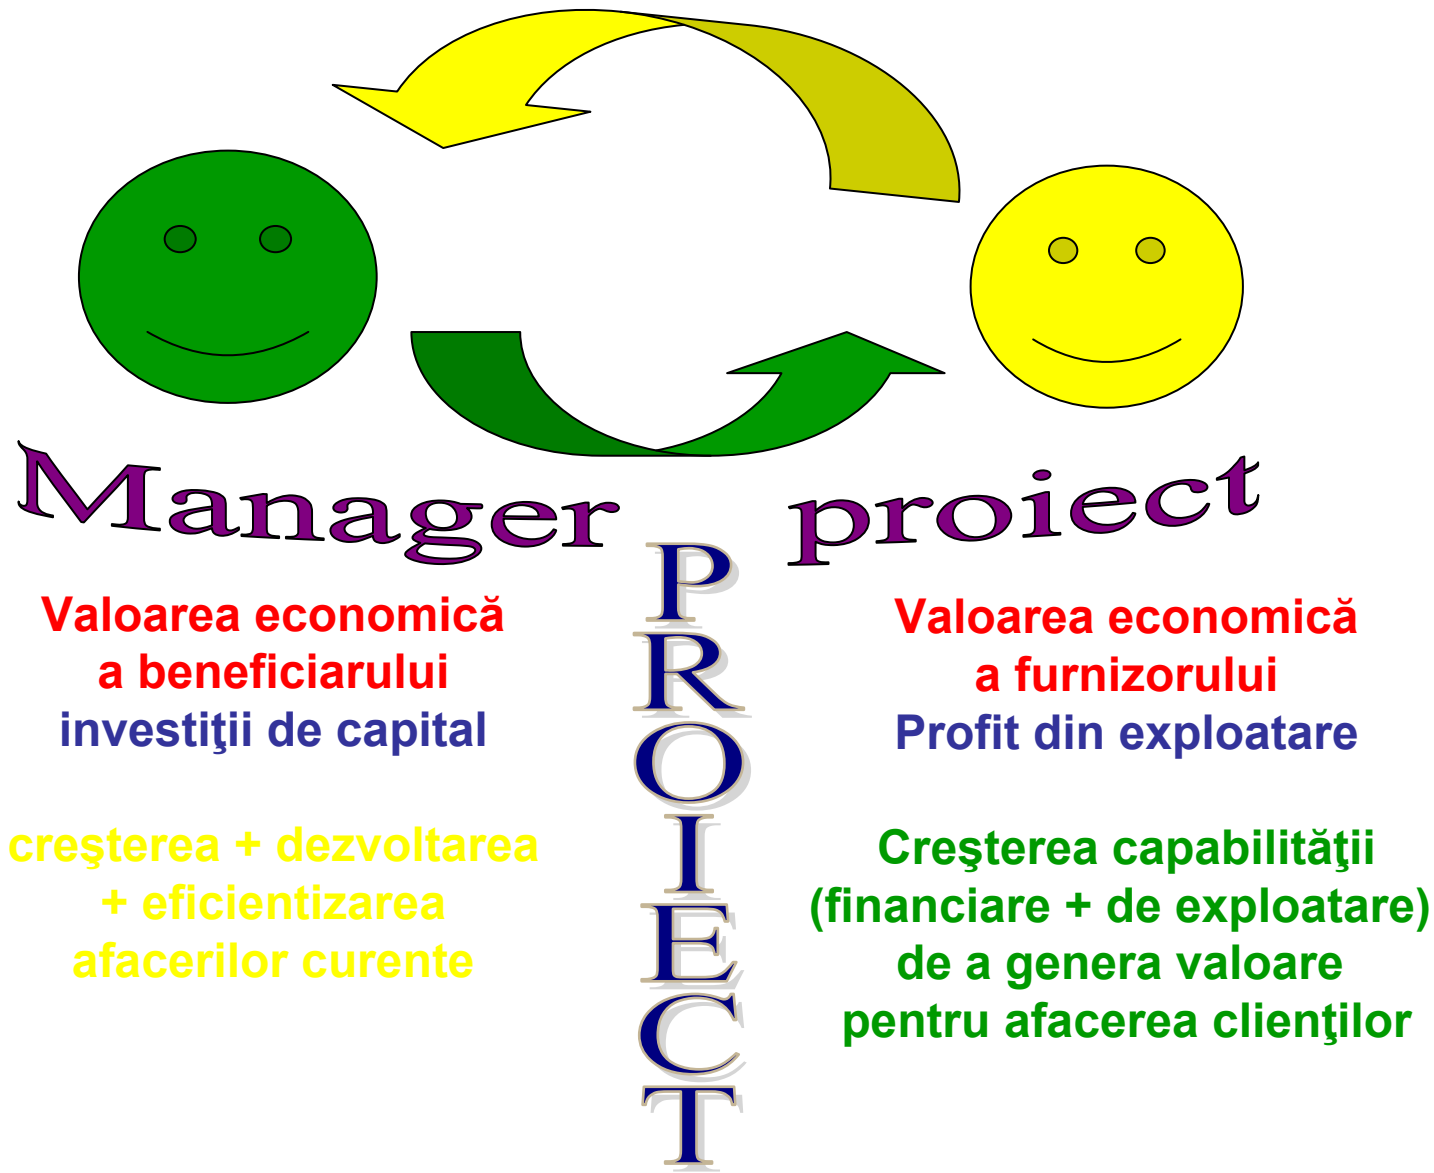 Manager proiect
PROIECT
Valoarea economică
a beneficiarului
investiţii de capital
creşterea + dezvoltarea
+ eficientizarea
afacerilor curente
Valoarea economică
a furnizorului
Profit din exploatare
Creşterea capabilităţii
(financiare + de exploatare)
de a genera valoare
pentru afacerea clienţilor